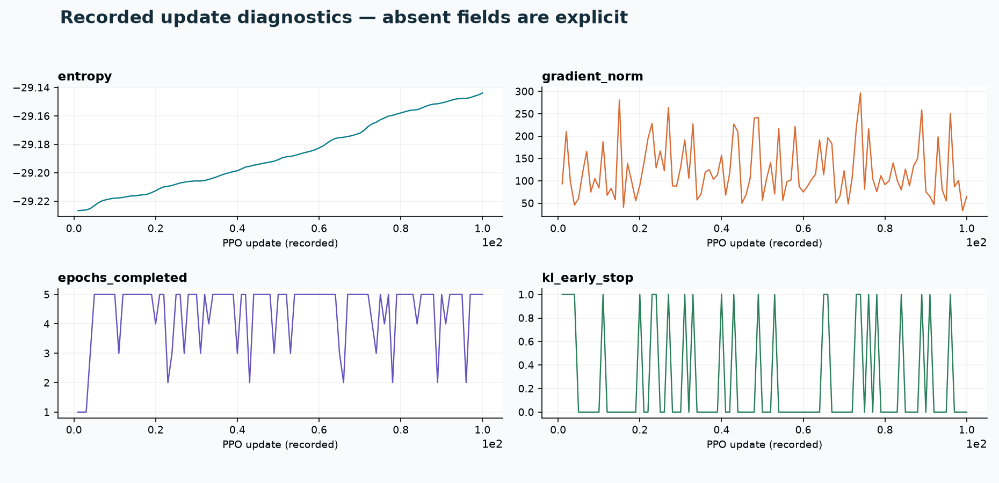 Recorded update diagnostics — absent fields are explicit
entropy
−29.14
−29.16
−29.18
−29.20
−29.22
0.0 0.2 0.4 0.6 0.8 1.0
PPO update (recorded)
1e2
gradient_norm
300
250
200
150
100
50
0.0 0.2 0.4 0.6 0.8 1.0
PPO update (recorded)
1e2
epochs_completed
5
4
3
2
1
0.0 0.2 0.4 0.6 0.8 1.0
PPO update (recorded)
1e2
kl_early_stop
1.0
0.8
0.6
0.4
0.2
0.0
0.0 0.2 0.4 0.6 0.8 1.0
PPO update (recorded)
1e2